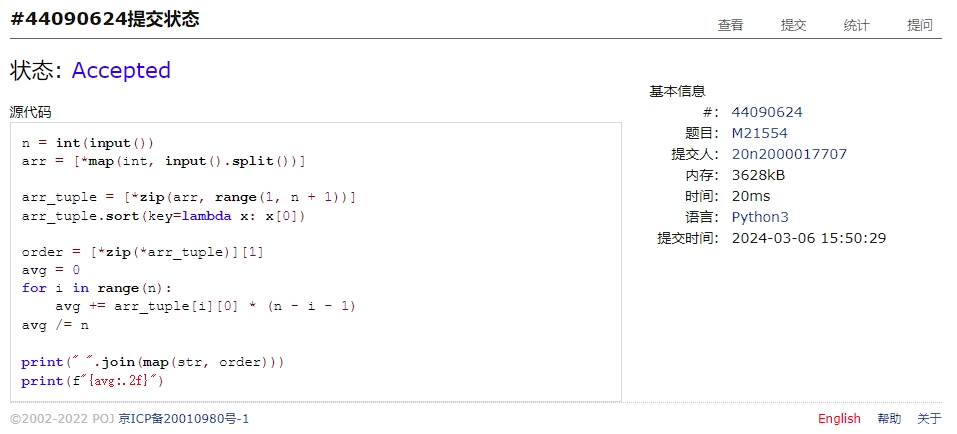 #44090624提交状态
查看 提交 统计 提问
状态: Accepted
源代码
n = int(input())
arr = [*map(int, input().split())]
arr_tuple = [*zip(arr, range(1, n + 1))]
arr_tuple.sort(key=lambda x: x[0])
order = [*zip(*arr_tuple)][1]
avg = 0
for i in range(n):
    avg += arr_tuple[i][0] * (n - i - 1)
avg /= n
print(" ".join(map(str, order)))
print(f"{avg:.2f}")
基本信息
#: 44090624
题目: M21554
提交人: 20n2000017707
内存: 3628kB
时间: 20ms
语言: Python3
提交时间: 2024-03-06 15:50:29
©2002-2022 POJ 京ICP备20010980号-1
English 帮助 关于